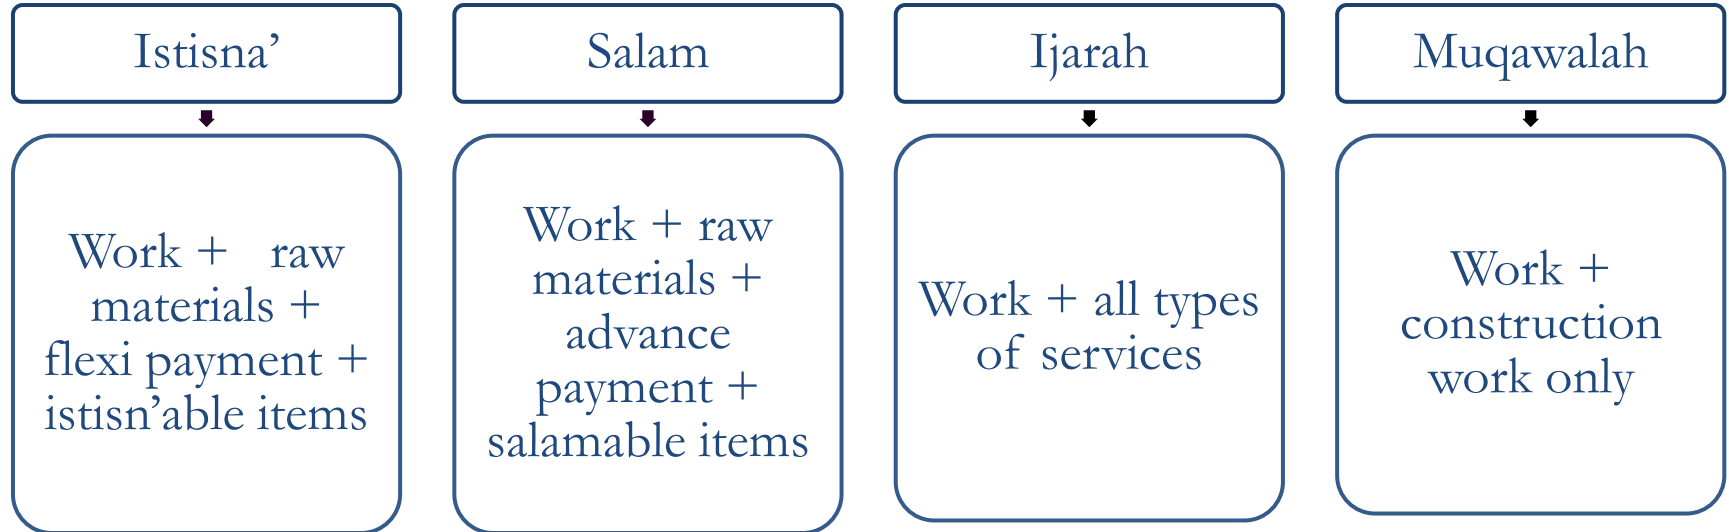 Istisna’
Salam
Ijarah
Muqawalah
Work + raw
materials +
flexi payment +
istisn’able items
Work + raw
materials +
advance
payment +
salamable items
Work + all types
of services
Work +
construction
work only